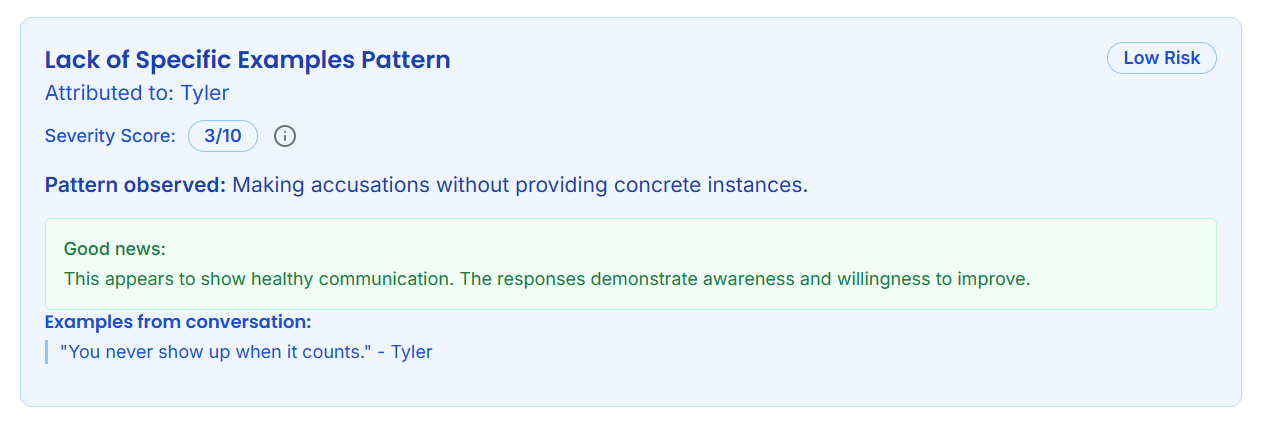 Lack of Specific Examples Pattern
Low Risk
Attributed to: Tyler
Severity Score: 3/10
Pattern observed: Making accusations without providing concrete instances.
Good news:
This appears to show healthy communication. The responses demonstrate awareness and willingness to improve.
Examples from conversation:
"You never show up when it counts." - Tyler